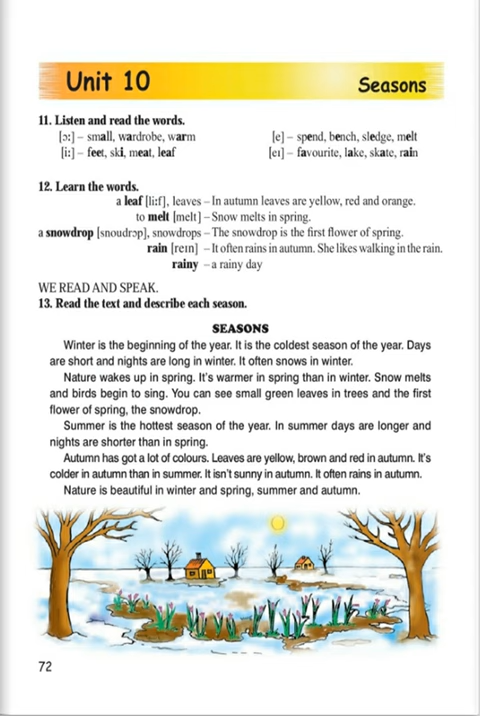 Unit 10
Seasons
11. Listen and read the words.
[ɔ:] – small, wardrobe, warm
[e] – spend, bench, sledge, melt
[i:] – feet, ski, meat, leaf
[eɪ] – favourite, lake, skate, rain
12. Learn the words.
a leaf [li:f], leaves – In autumn leaves are yellow, red and orange.
to melt [melt] – Snow melts in spring.
a snowdrop [snoudrɔp], snowdrops – The snowdrop is the first flower of spring.
rain [reɪn] – It often rains in autumn. She likes walking in the rain.
rainy – a rainy day
WE READ AND SPEAK.
13. Read the text and describe each season.
SEASONS
Winter is the beginning of the year. It is the coldest season of the year. Days
are short and nights are long in winter. It often snows in winter.
Nature wakes up in spring. It's warmer in spring than in winter. Snow melts
and birds begin to sing. You can see small green leaves in trees and the first
flower of spring, the snowdrop.
Summer is the hottest season of the year. In summer days are longer and
nights are shorter than in spring.
Autumn has got a lot of colours. Leaves are yellow, brown and red in autumn. It's
colder in autumn than in summer. It isn't sunny in autumn. It often rains in autumn.
Nature is beautiful in winter and spring, summer and autumn.
72